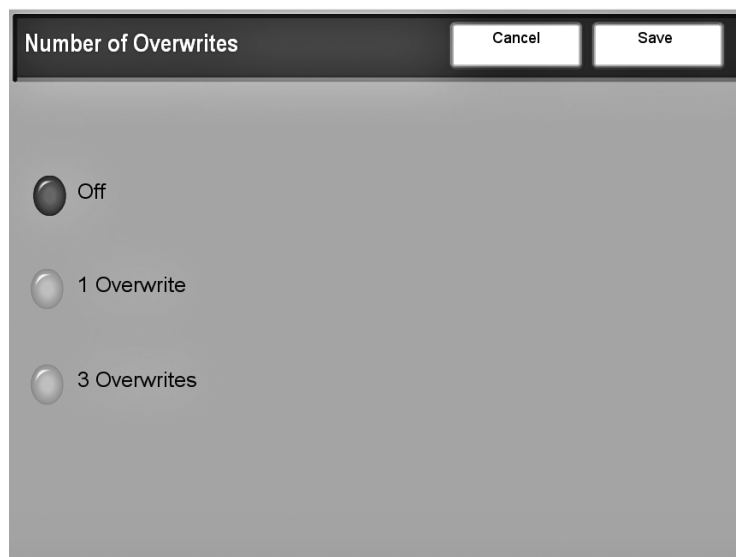 Number of Overwrites
Cancel
Save
Off
1 Overwrite
3 Overwrites